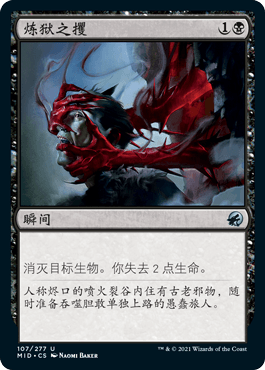 炼狱之攫 1
瞬间
消灭目标生物。你失去2点生命。
人称烬口的喷火裂谷内住有古老邪物，随
时准备吞噬胆敢单独上路的愚蠢旅人。
107/277 U
MID • CS NAOMI BAKER
™ & © 2021 Wizards of the Coast